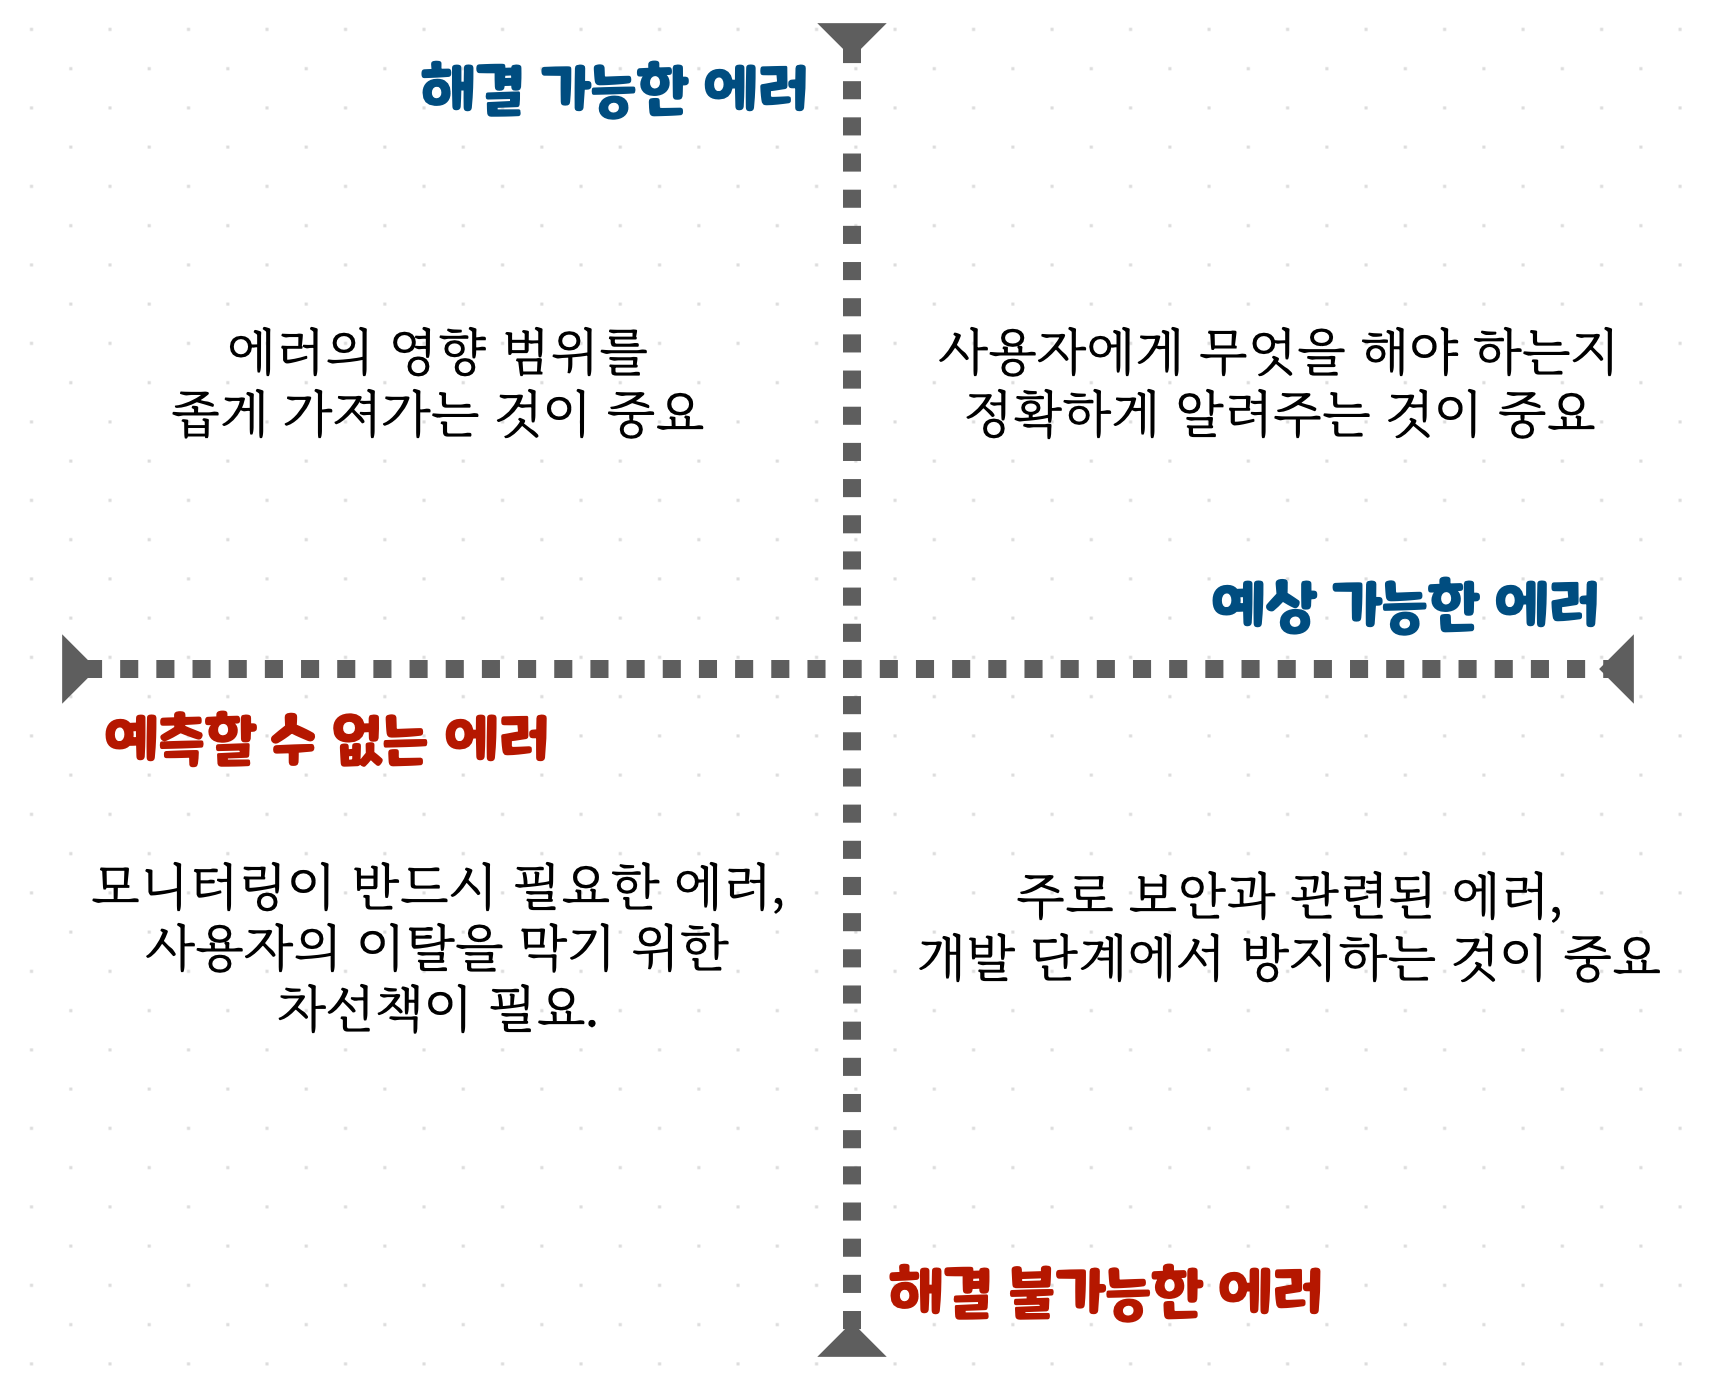 해결 가능한 에러
에러의 영향 범위를
좁게 가져가는 것이 중요
사용자에게 무엇을 해야 하는지
정확하게 알려주는 것이 중요
예상 가능한 에러
예측할 수 없는 에러
모니터링이 반드시 필요한 에러,
사용자의 이탈을 막기 위한
차선책이 필요.
주로 보안과 관련된 에러,
개발 단계에서 방지하는 것이 중요
해결 불가능한 에러